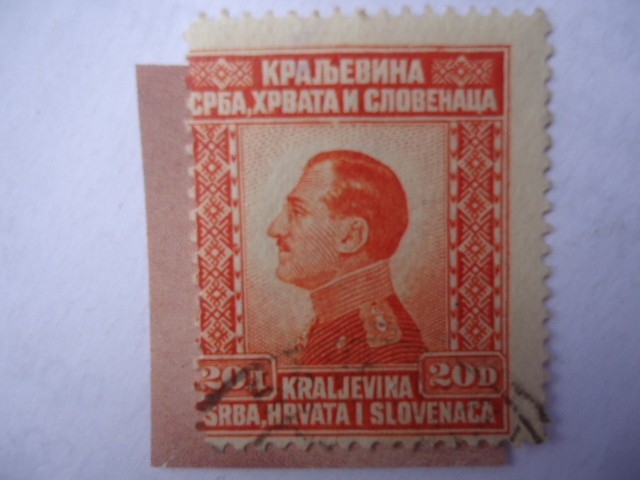 КРАЉЕВИНА
СРБА, ХРВАТА И СЛОВЕНАЦА
20Д 20D
KRALJEVINA
SRBA, HRVATA I SLOVENACA